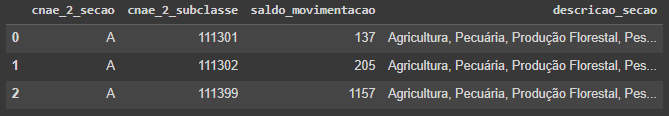 cnae_2_secao cnae_2_subclasse saldo_movimentacao descricao_secao
0 A 111301 137 Agricultura, Pecuária, Produção Florestal, Pes...
1 A 111302 205 Agricultura, Pecuária, Produção Florestal, Pes...
2 A 111399 1157 Agricultura, Pecuária, Produção Florestal, Pes...